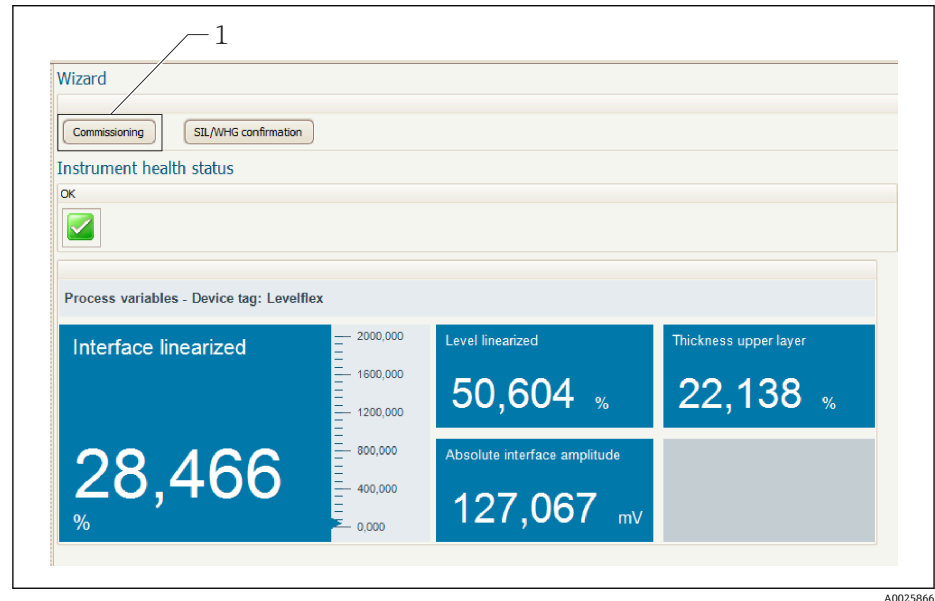 1
Wizard
Commissioning
SIL/WHG confirmation
Instrument health status
OK
Process variables - Device tag: Levelflex
Interface linearized
28,466
%
2000,000
1600,000
1200,000
800,000
400,000
0,000
Level linearized
50,604 %
Thickness upper layer
22,138 %
Absolute interface amplitude
127,067 mV
A0025866